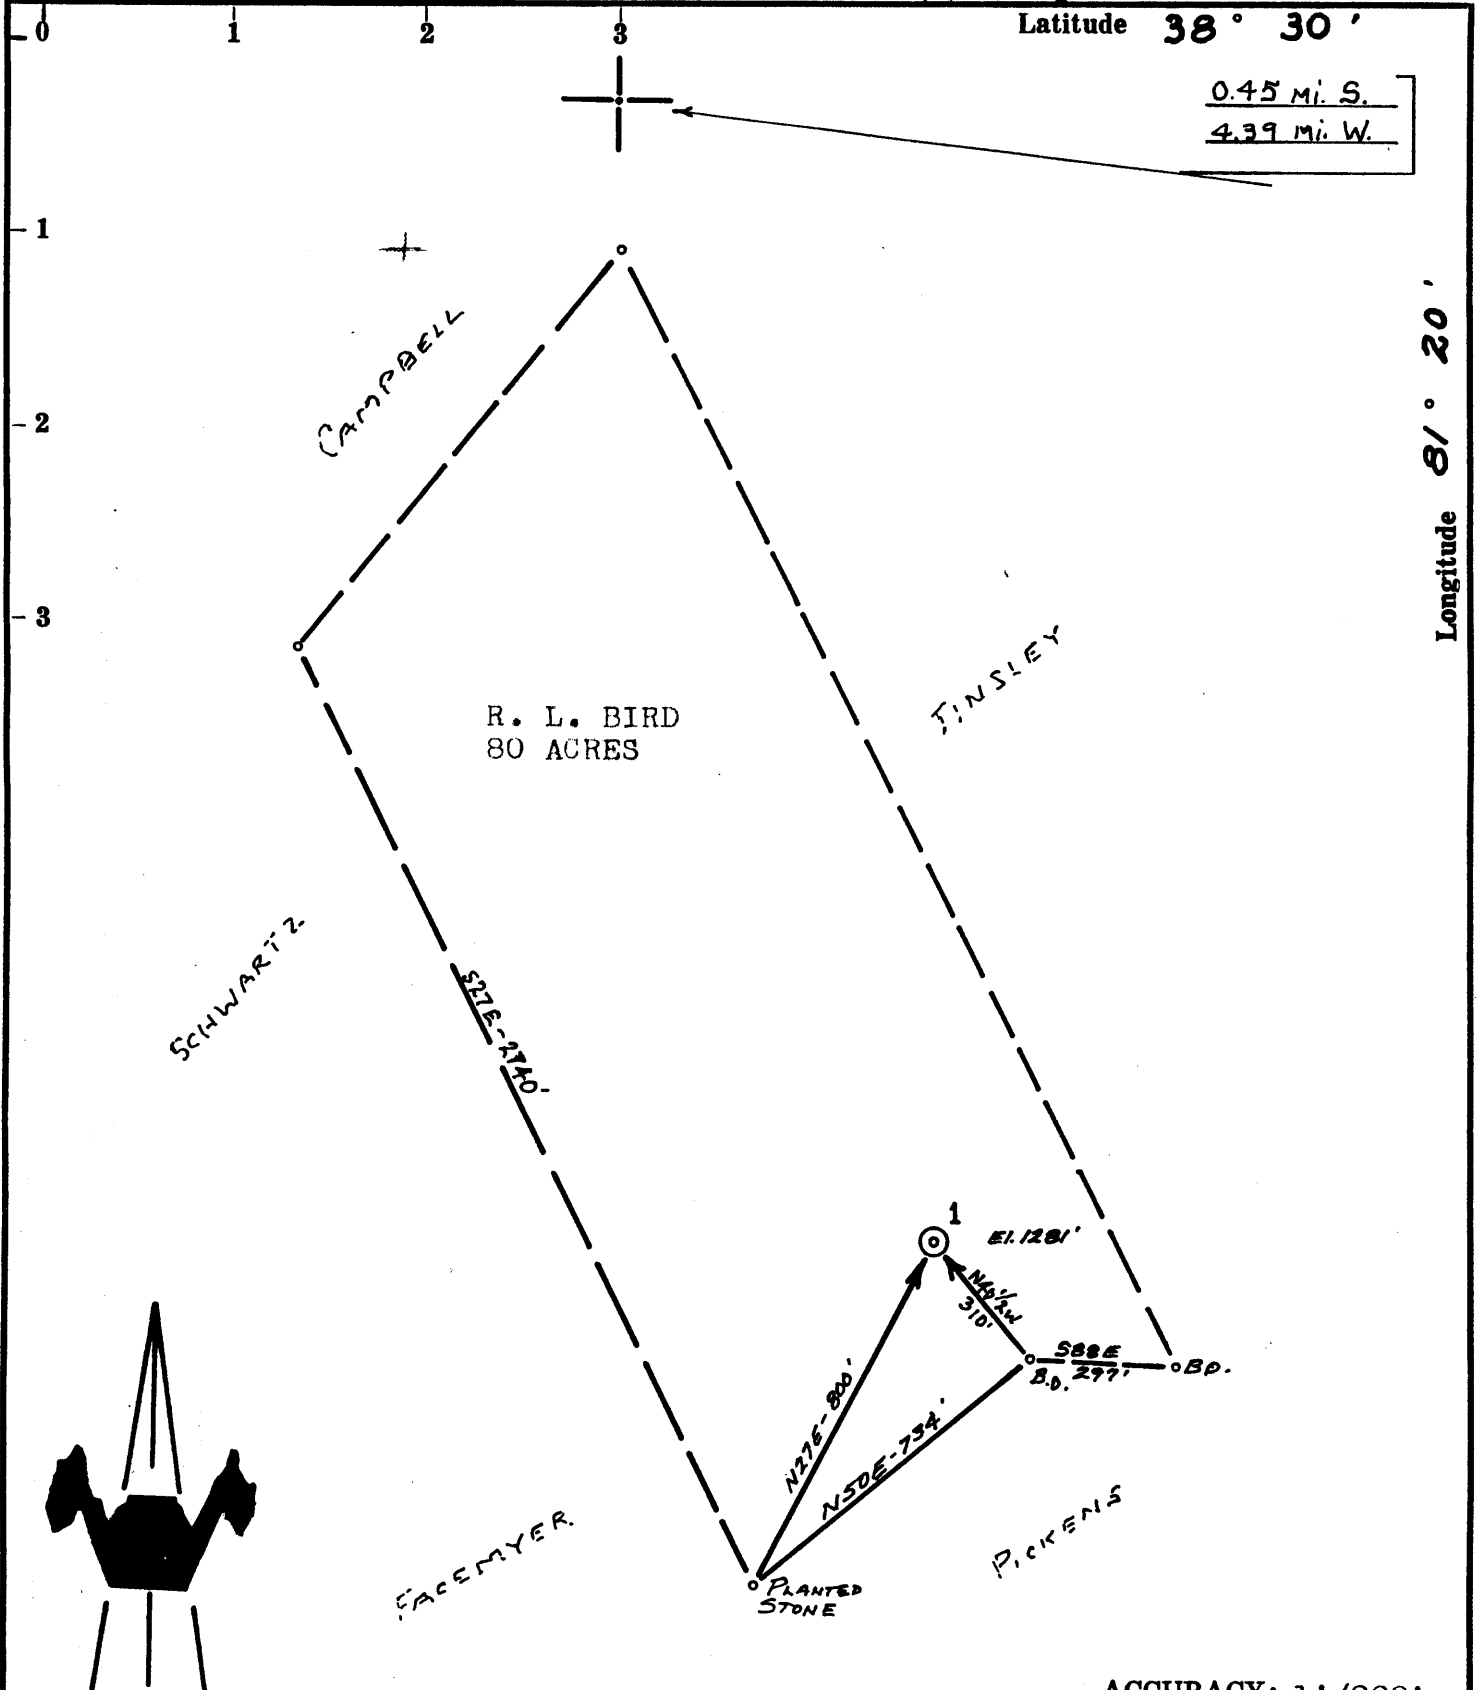 0
1
2
3
Latitude 38° 30'
0.45 Mi. S.
4.39 Mi. W.
1
2
3
Longitude 81° 20'
CAMPBELL
TINSLEY
R. L. BIRD
80 ACRES
SCHWARTZ
S27E-2740-
1
El. 1281'
N40½W
310'
S88E
297'
B.D.
B.D.
N27E-800'
N50E-734'
PLANTED
STONE
FACEMYER
PICKENS